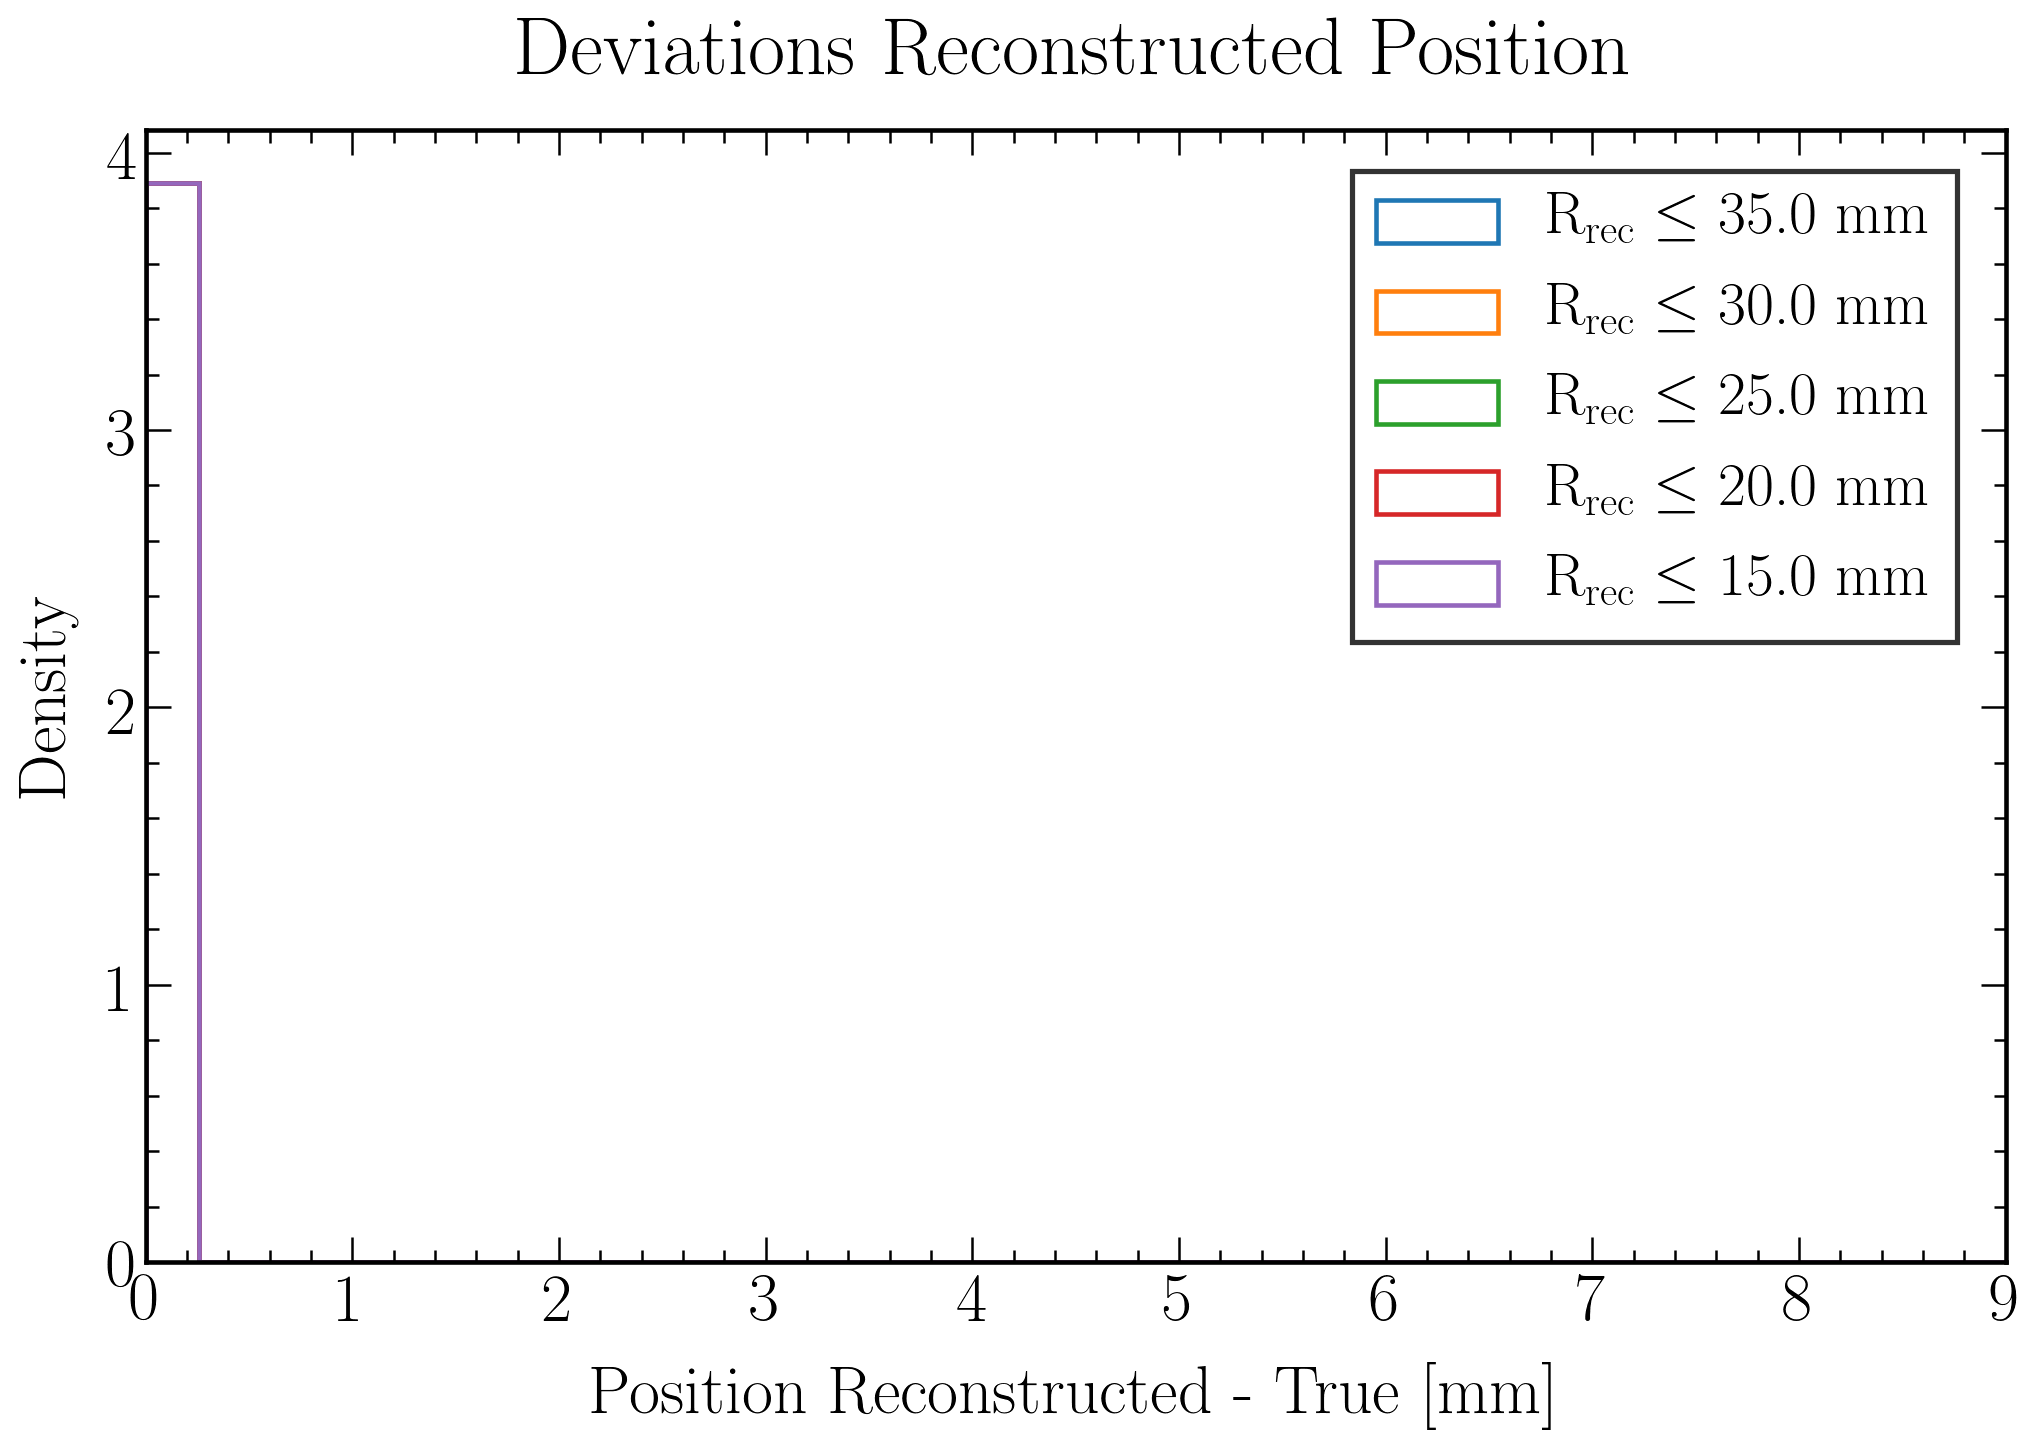 Deviations Reconstructed Position
4
3
2
1
0
Density
R_rec ≤ 35.0 mm
R_rec ≤ 30.0 mm
R_rec ≤ 25.0 mm
R_rec ≤ 20.0 mm
R_rec ≤ 15.0 mm
0 1 2 3 4 5 6 7 8 9
Position Reconstructed - True [mm]